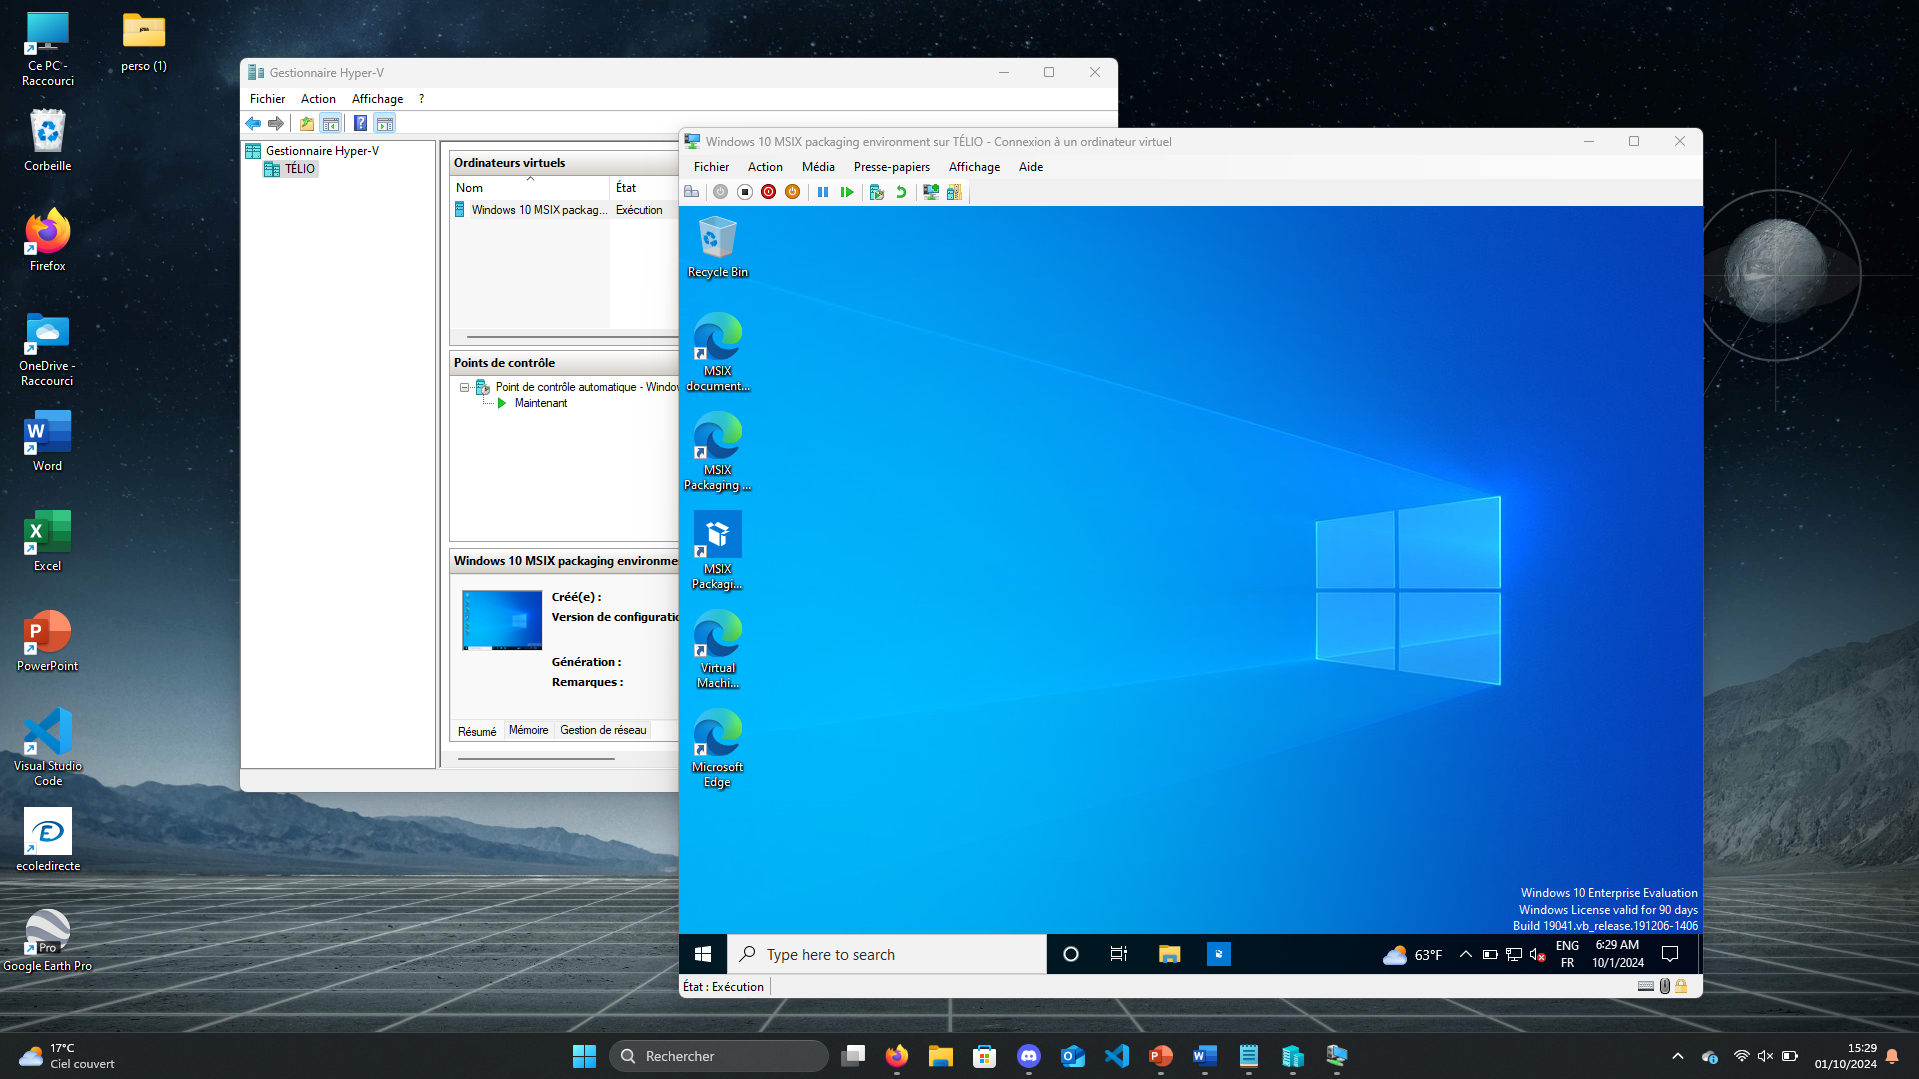 Ce PC -
Raccourci
perso (1)
Corbeille
Firefox
OneDrive -
Raccourci
Word
Excel
PowerPoint
Visual Studio
Code
ecoledirecte
Pro
Google Earth Pro
Gestionnaire Hyper-V
Fichier
Action
Affichage
?
Gestionnaire Hyper-V
TÉLIO
Ordinateurs virtuels
Nom
État
Windows 10 MSIX packag...
Exécution
Points de contrôle
Point de contrôle automatique - Window
Maintenant
Windows 10 MSIX packaging environme
Créé(e) :
Version de configuratio
Génération :
Remarques :
Résumé
Mémoire
Gestion de réseau
Windows 10 MSIX packaging environment sur TÉLIO - Connexion à un ordinateur virtuel
Fichier
Action
Média
Presse-papiers
Affichage
Aide
Recycle Bin
MSIX
document...
MSIX
Packaging ...
MSIX
Packagi...
Virtual
Machi...
Microsoft
Edge
Windows 10 Enterprise Evaluation
Windows License valid for 90 days
Build 19041.vb_release.191206-1406
Type here to search
63°F
ENG
FR
6:29 AM
10/1/2024
État : Exécution
17°C
Ciel couvert
Rechercher
15:29
01/10/2024